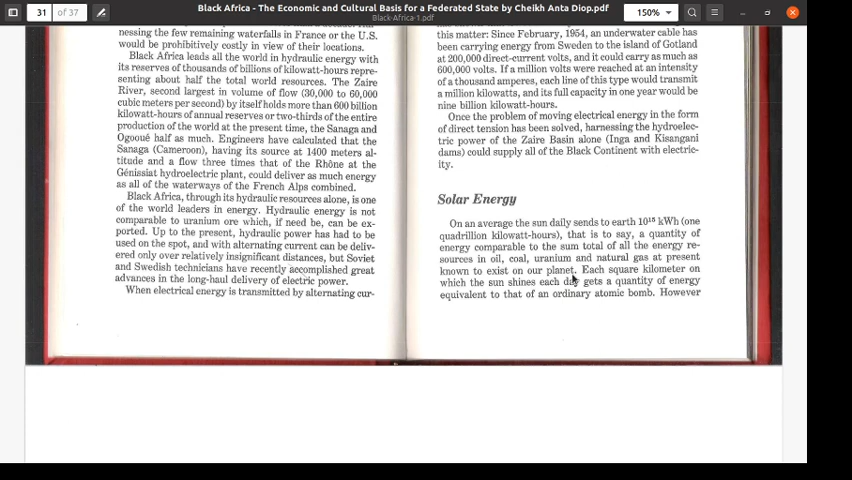 Black Africa - The Economic and Cultural Basis for a Federated State by Cheikh Anta Diop.pdf
Black-Africa-1.pdf
31 of 37
150%
nessing the few remaining waterfalls in France or the U.S.
would be prohibitively costly in view of their locations.
Black Africa leads all the world in hydraulic energy with
its reserves of thousands of billions of kilowatt-hours repre-
senting about half the total world resources. The Zaire
River, second largest in volume of flow (30,000 to 60,000
cubic meters per second) by itself holds more than 600 billion
kilowatt-hours of annual reserves or two-thirds of the entire
production of the world at the present time, the Sanaga and
Ogooué half as much. Engineers have calculated that the
Sanaga (Cameroon), having its source at 1400 meters al-
titude and a flow three times that of the Rhône at the
Génissiat hydroelectric plant, could deliver as much energy
as all of the waterways of the French Alps combined.
Black Africa, through its hydraulic resources alone, is one
of the world leaders in energy. Hydraulic energy is not
comparable to uranium ore which, if need be, can be ex-
ported. Up to the present, hydraulic power has had to be
used on the spot, and with alternating current can be deliv-
ered only over relatively insignificant distances, but Soviet
and Swedish technicians have recently accomplished great
advances in the long-haul delivery of electric power.
When electrical energy is transmitted by alternating cur-
this matter: Since February, 1954, an underwater cable has
been carrying energy from Sweden to the island of Gotland
at 200,000 direct-current volts, and it could carry as much as
600,000 volts. If a million volts were reached at an intensity
of a thousand amperes, each line of this type would transmit
a million kilowatts, and its full capacity in one year would be
nine billion kilowatt-hours.
Once the problem of moving electrical energy in the form
of direct tension has been solved, harnessing the hydroelec-
tric power of the Zaire Basin alone (Inga and Kisangani
dams) could supply all of the Black Continent with electric-
ity.
Solar Energy
On an average the sun daily sends to earth 10¹⁵ kWh (one
quadrillion kilowatt-hours), that is to say, a quantity of
energy comparable to the sum total of all the energy re-
sources in oil, coal, uranium and natural gas at present
known to exist on our planet. Each square kilometer on
which the sun shines each day gets a quantity of energy
equivalent to that of an ordinary atomic bomb. However